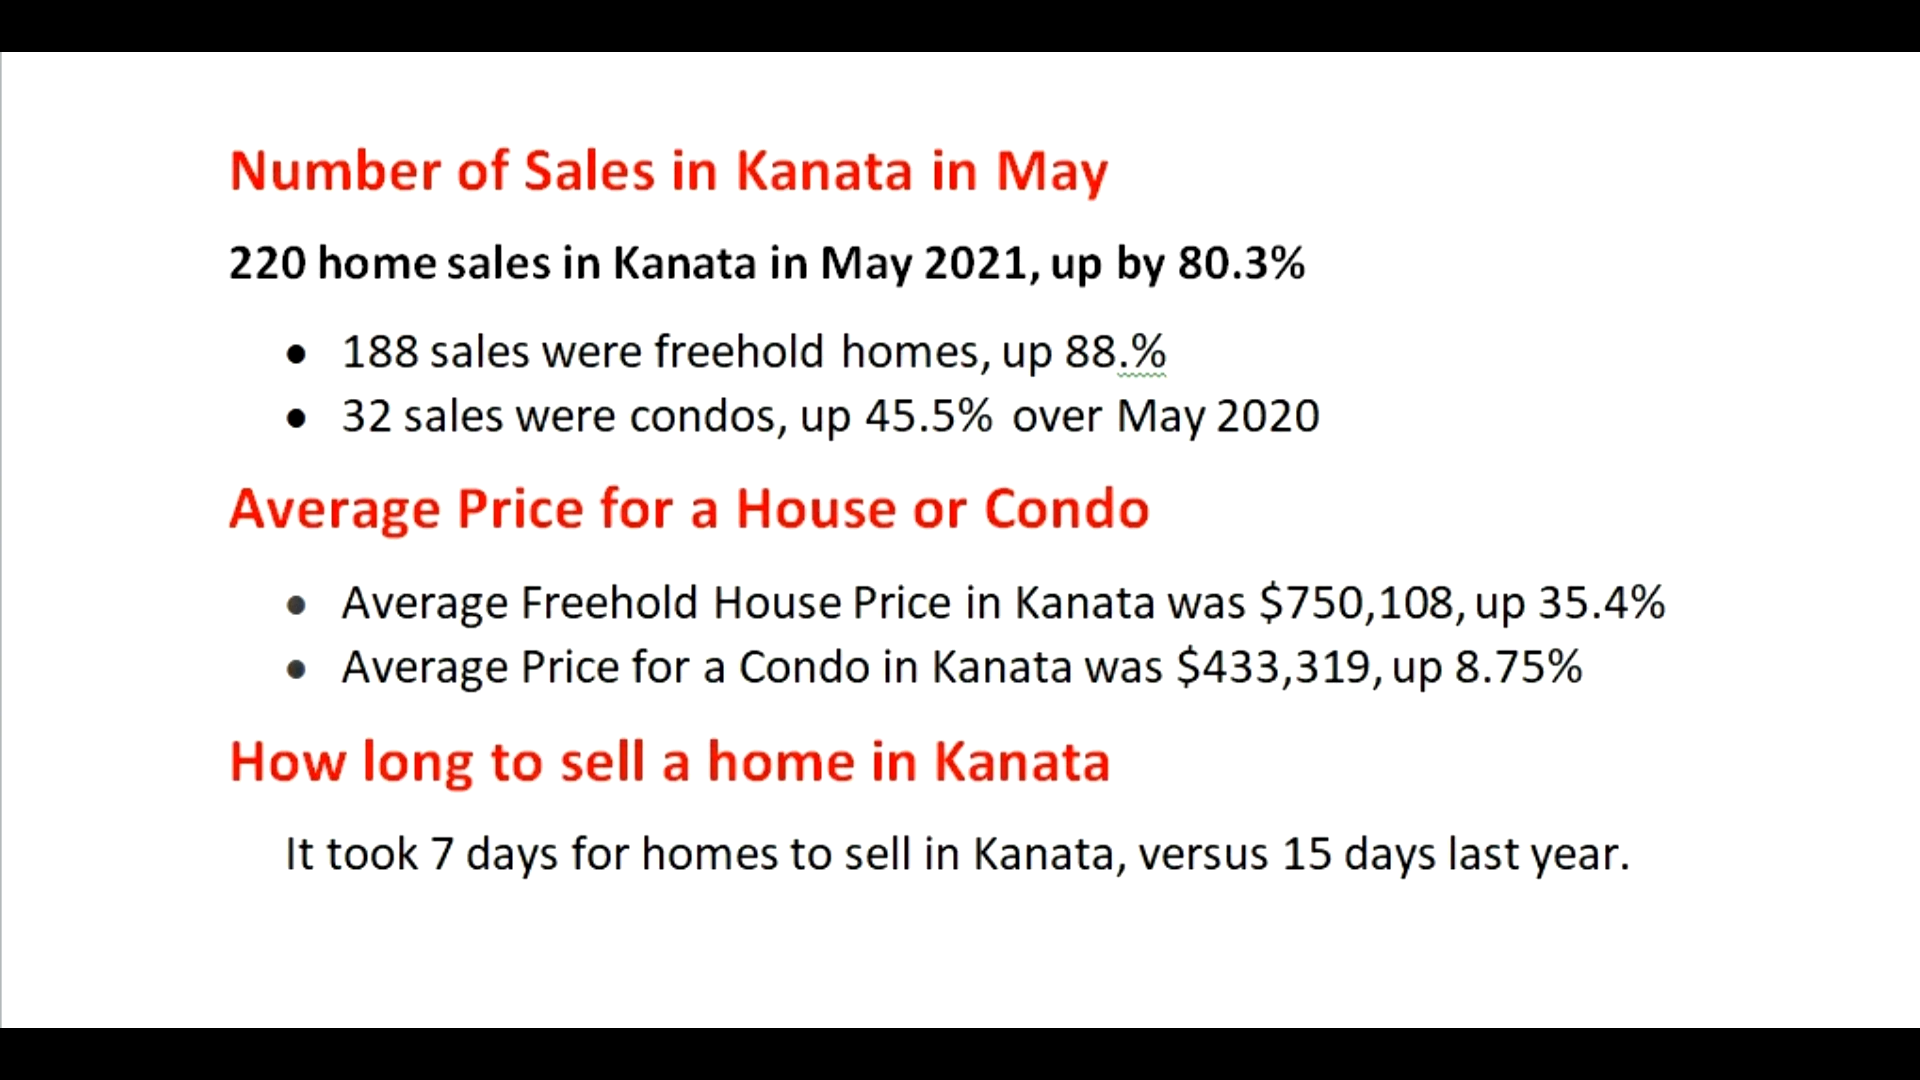 Number of Sales in Kanata in May
220 home sales in Kanata in May 2021, up by 80.3%
• 188 sales were freehold homes, up 88.%
• 32 sales were condos, up 45.5% over May 2020
Average Price for a House or Condo
• Average Freehold House Price in Kanata was $750,108, up 35.4%
• Average Price for a Condo in Kanata was $433,319, up 8.75%
How long to sell a home in Kanata
It took 7 days for homes to sell in Kanata, versus 15 days last year.